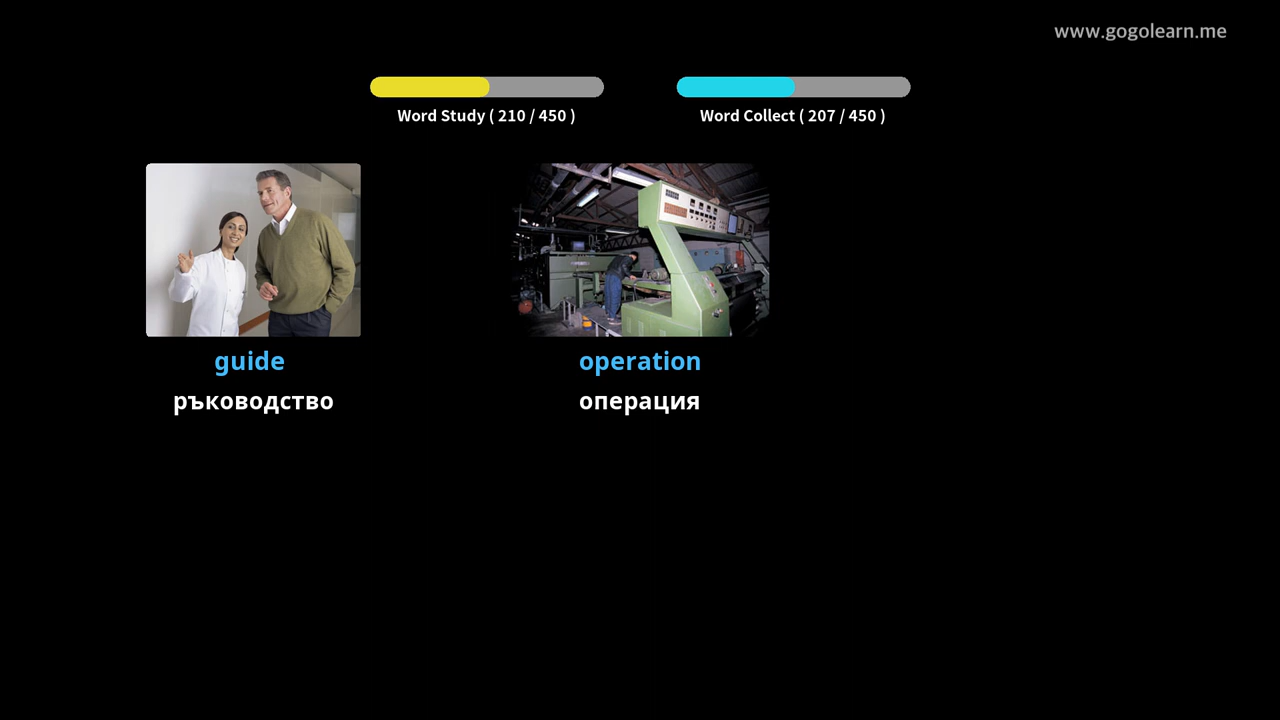 www.gogolearn.me
Word Study ( 210 / 450 )
Word Collect ( 207 / 450 )
guide
operation
ръководство
операция